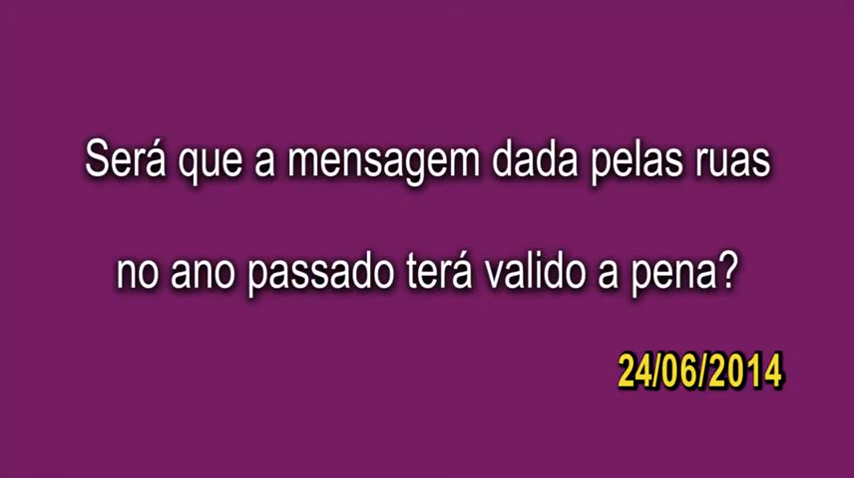 Será que a mensagem dada pelas ruas
no ano passado terá valido a pena?
24/06/2014